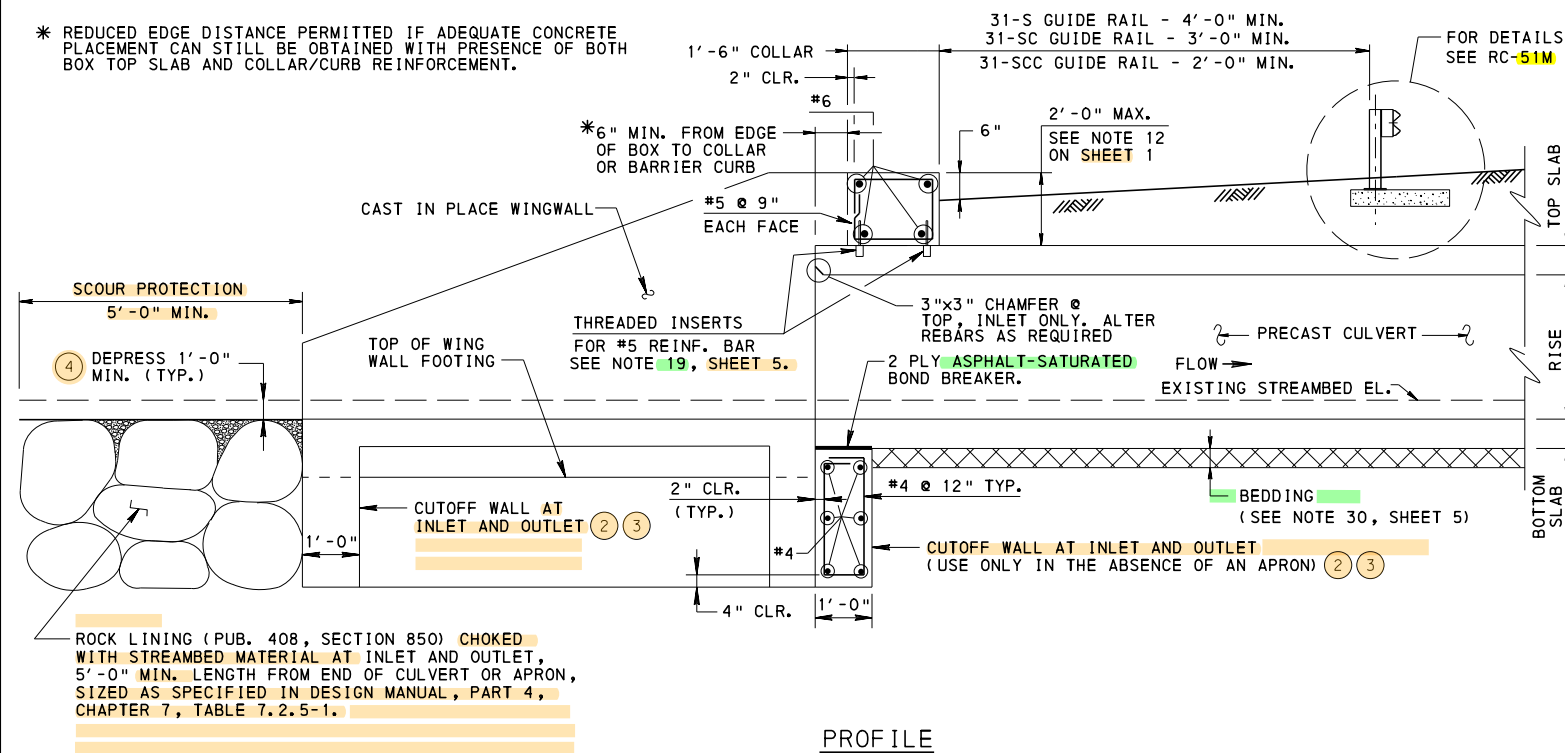 * REDUCED EDGE DISTANCE PERMITTED IF ADEQUATE CONCRETE
PLACEMENT CAN STILL BE OBTAINED WITH PRESENCE OF BOTH
BOX TOP SLAB AND COLLAR/CURB REINFORCEMENT.
1'-6" COLLAR
2" CLR.
#6
31-S GUIDE RAIL - 4'-0" MIN.
31-SC GUIDE RAIL - 3'-0" MIN.
31-SCC GUIDE RAIL - 2'-0" MIN.
FOR DETAILS
SEE RC-51M
*6" MIN. FROM EDGE
OF BOX TO COLLAR
OR BARRIER CURB
6"
2'-0" MAX.
SEE NOTE 12
ON SHEET 1
#5 @ 9"
EACH FACE
CAST IN PLACE WINGWALL
TOP SLAB
SCOUR PROTECTION
5'-0" MIN.
4 DEPRESS 1'-0"
MIN. (TYP.)
TOP OF WING
WALL FOOTING
THREADED INSERTS
FOR #5 REINF. BAR
SEE NOTE 19, SHEET 5.
3"x3" CHAMFER @
TOP, INLET ONLY. ALTER
REBARS AS REQUIRED
2 PLY ASPHALT-SATURATED
BOND BREAKER.
PRECAST CULVERT
FLOW
EXISTING STREAMBED EL.
RISE
2" CLR.
(TYP.)
#4 @ 12" TYP.
#4
BEDDING
(SEE NOTE 30, SHEET 5)
BOTTOM
SLAB
CUTOFF WALL AT
INLET AND OUTLET 2 3
1'-0"
CUTOFF WALL AT INLET AND OUTLET
(USE ONLY IN THE ABSENCE OF AN APRON) 2 3
4" CLR.
1'-0"
ROCK LINING (PUB. 408, SECTION 850) CHOKED
WITH STREAMBED MATERIAL AT INLET AND OUTLET,
5'-0" MIN. LENGTH FROM END OF CULVERT OR APRON,
SIZED AS SPECIFIED IN DESIGN MANUAL, PART 4,
CHAPTER 7, TABLE 7.2.5-1.
PROFILE